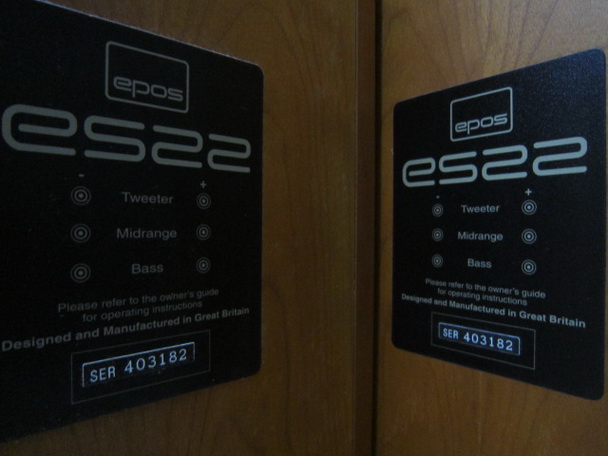 epos
es22
- +
Tweeter
Midrange
Bass
Please refer to the owner's guide
for operating instructions
Designed and Manufactured in Great Britain
SER 403182
epos
es22
- +
Tweeter
Midrange
Bass
Please refer to the owner's guide
for operating instructions
Designed and Manufactured in Great Britain
SER 403182